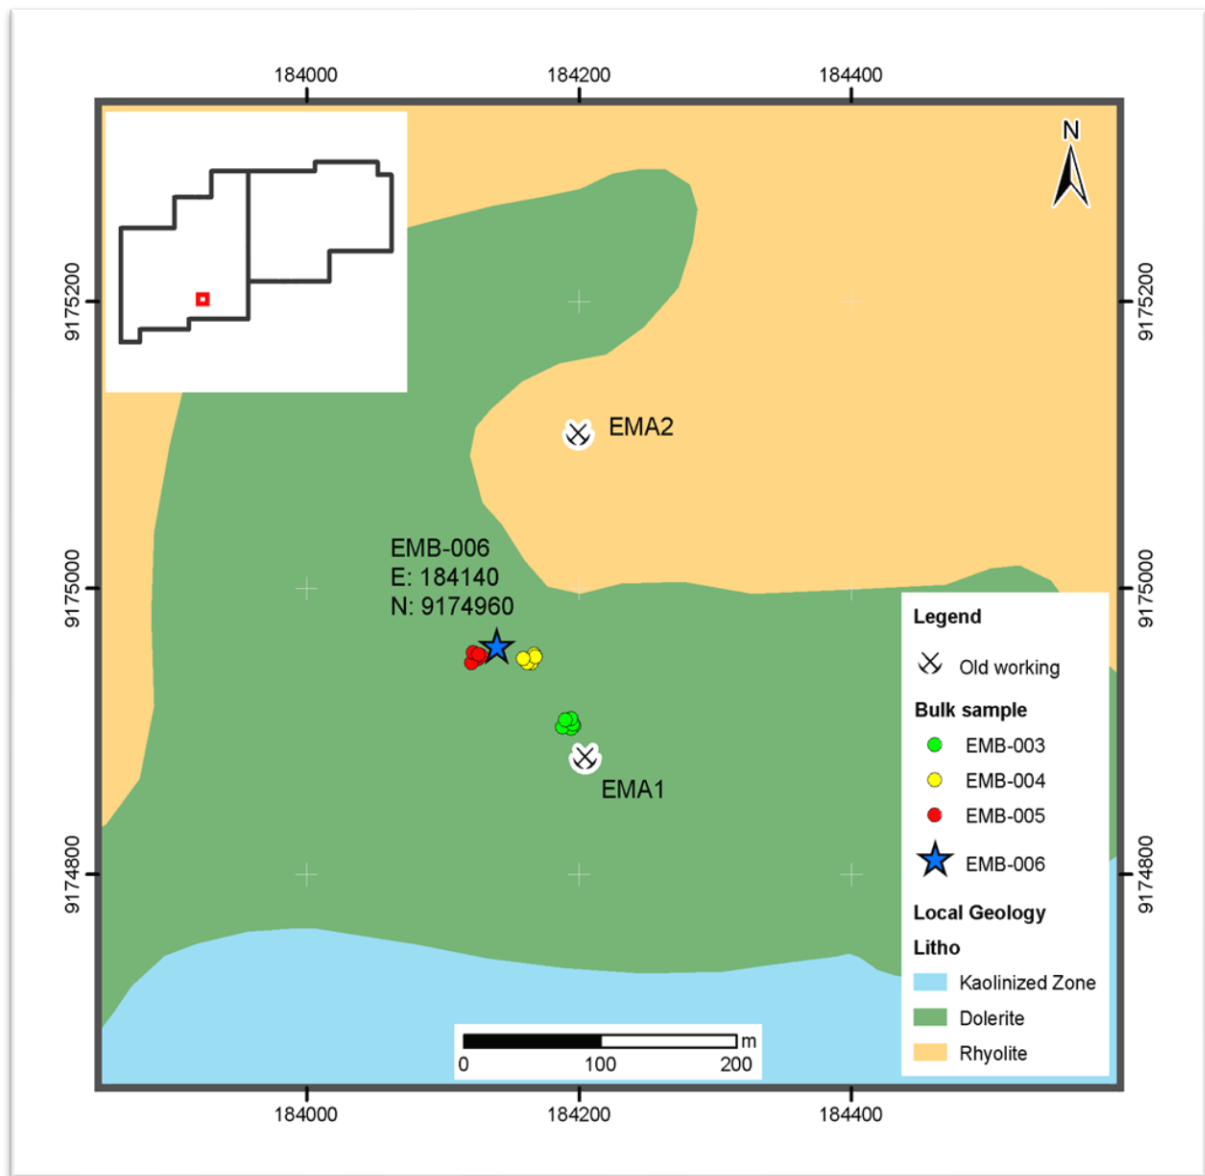 184000
184200
184400
N
9175200
9175200
EMA2
EMB-006
E: 184140
N: 9174960
9175000
9175000
Legend
Old working
Bulk sample
EMB-003
EMB-004
EMB-005
EMB-006
EMA1
9174800
9174800
Local Geology
Litho
Kaolinized Zone
Dolerite
Rhyolite
m
0
100
200
184000
184200
184400